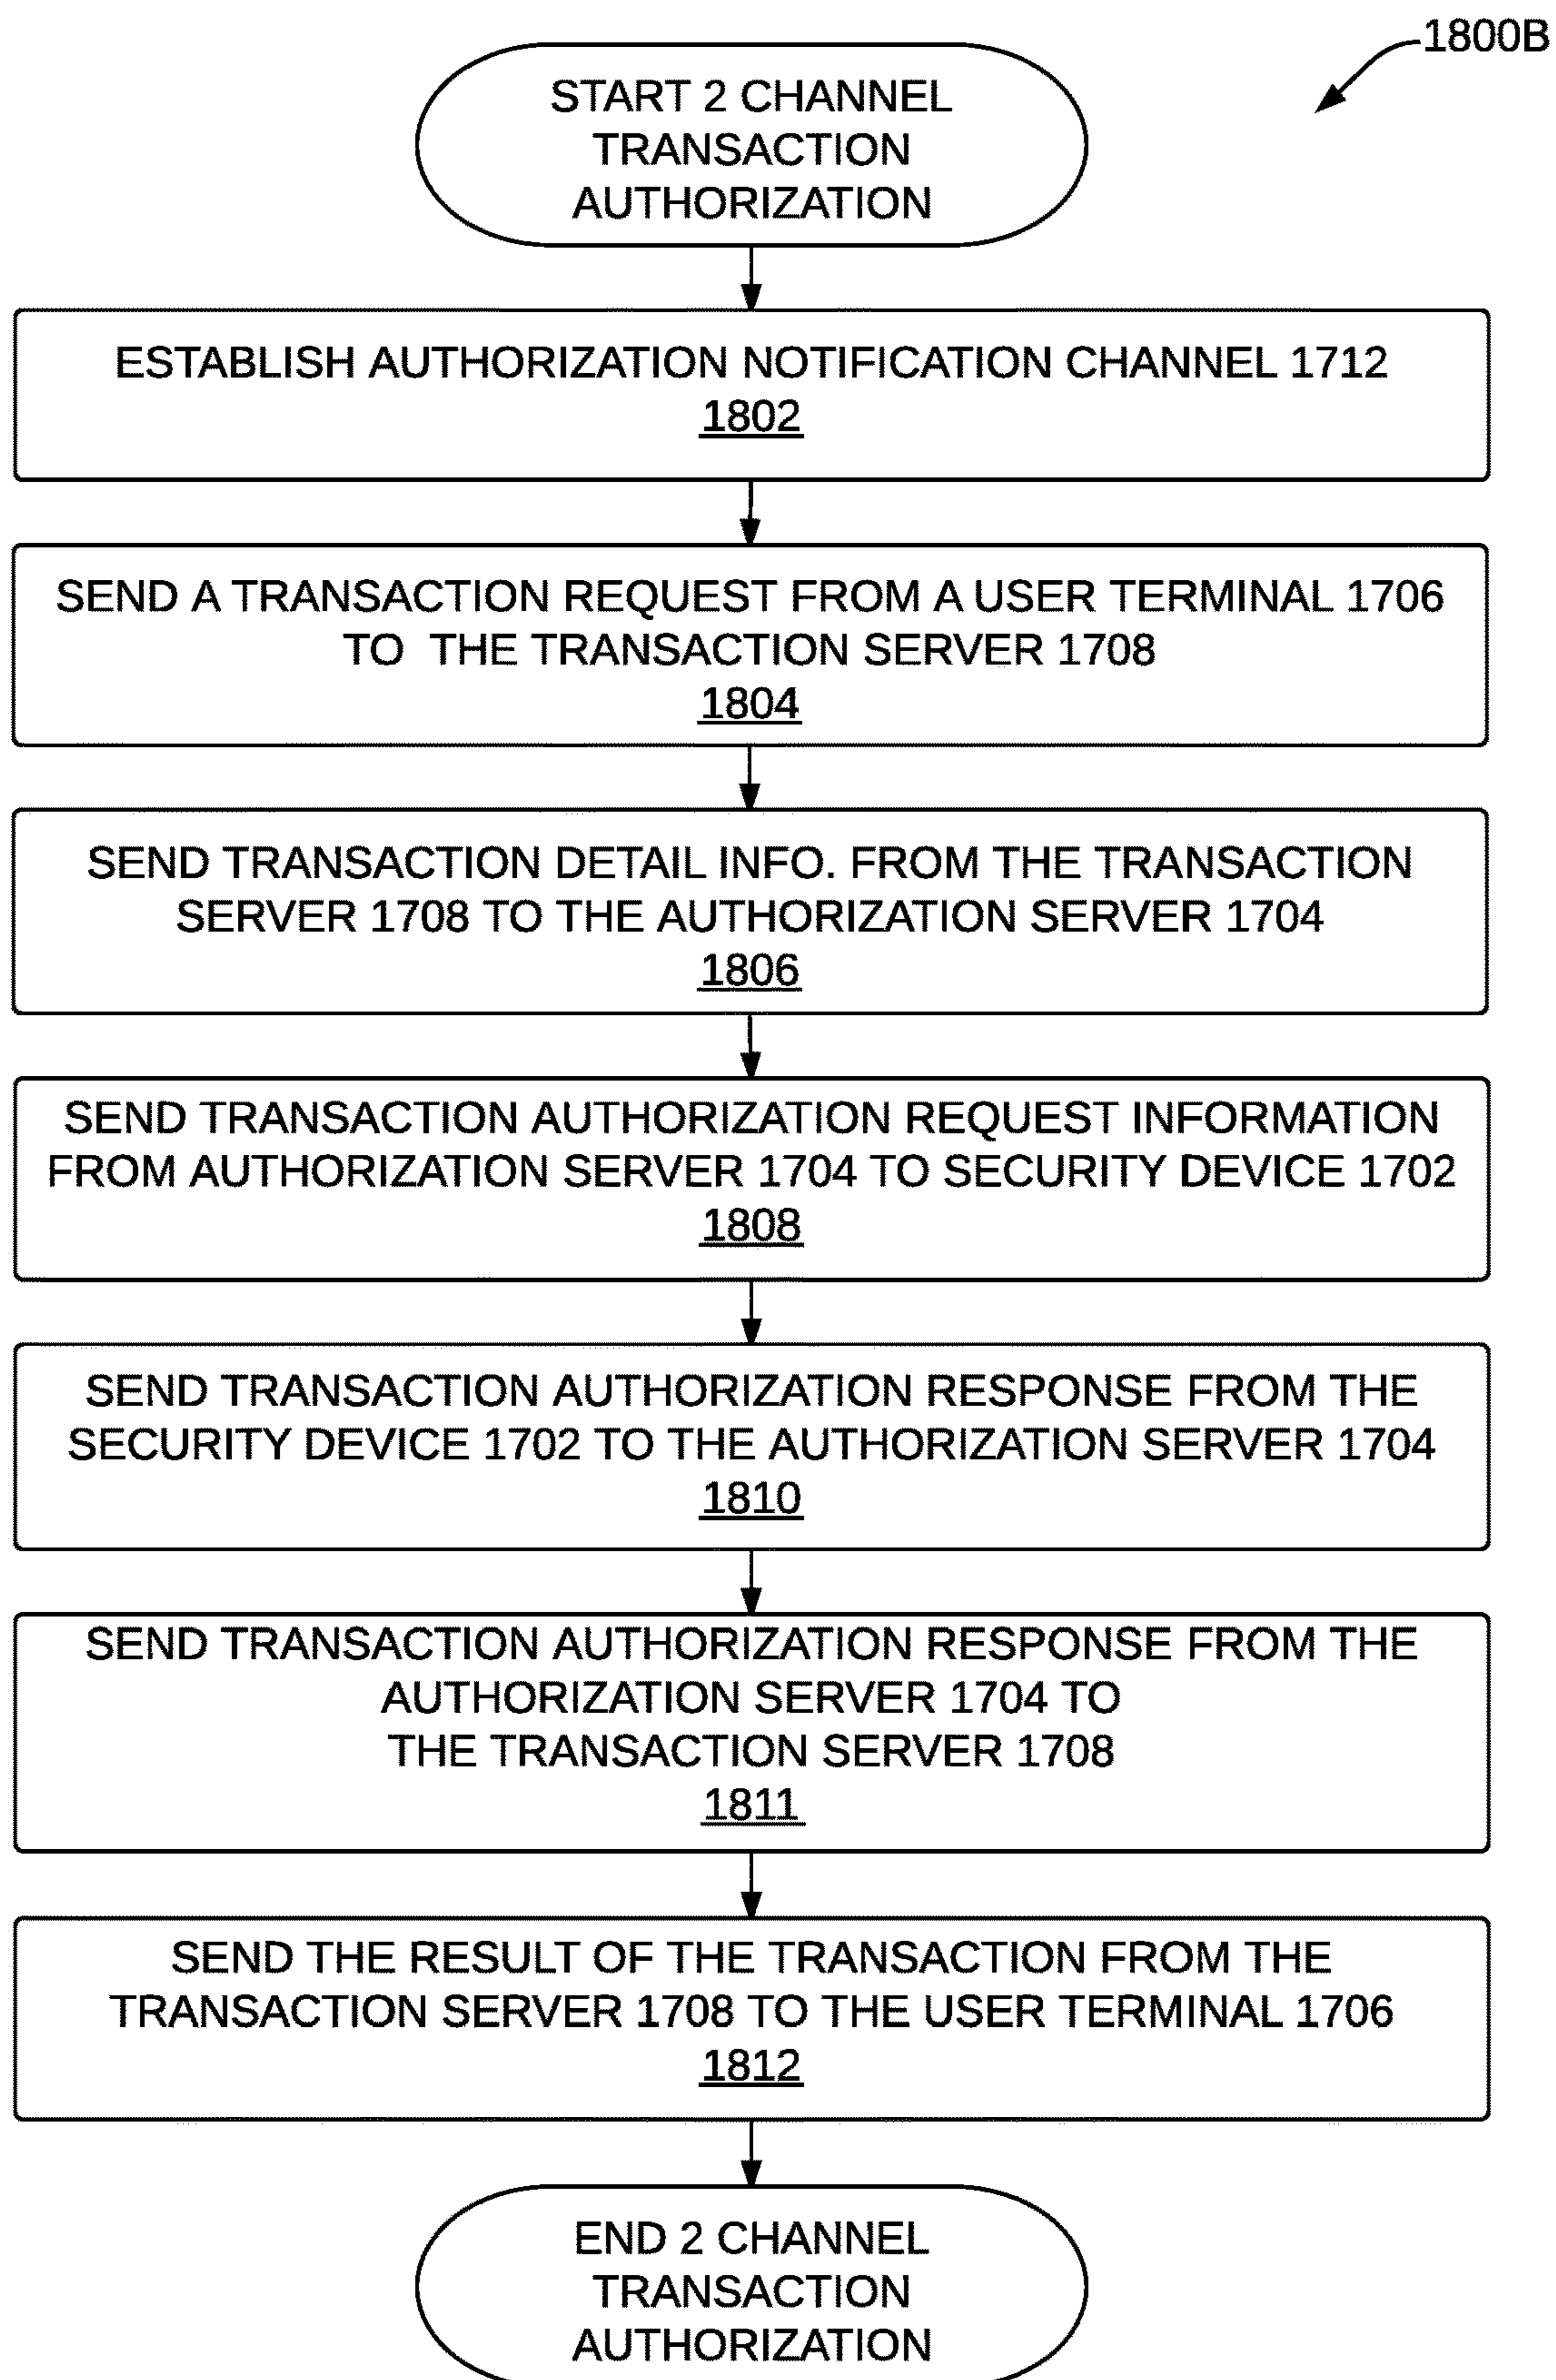 1800B
START 2 CHANNEL
TRANSACTION
AUTHORIZATION
ESTABLISH AUTHORIZATION NOTIFICATION CHANNEL 1712
1802
SEND A TRANSACTION REQUEST FROM A USER TERMINAL 1706
TO THE TRANSACTION SERVER 1708
1804
SEND TRANSACTION DETAIL INFO. FROM THE TRANSACTION
SERVER 1708 TO THE AUTHORIZATION SERVER 1704
1806
SEND TRANSACTION AUTHORIZATION REQUEST INFORMATION
FROM AUTHORIZATION SERVER 1704 TO SECURITY DEVICE 1702
1808
SEND TRANSACTION AUTHORIZATION RESPONSE FROM THE
SECURITY DEVICE 1702 TO THE AUTHORIZATION SERVER 1704
1810
SEND TRANSACTION AUTHORIZATION RESPONSE FROM THE
AUTHORIZATION SERVER 1704 TO
THE TRANSACTION SERVER 1708
1811
SEND THE RESULT OF THE TRANSACTION FROM THE
TRANSACTION SERVER 1708 TO THE USER TERMINAL 1706
1812
END 2 CHANNEL
TRANSACTION
AUTHORIZATION